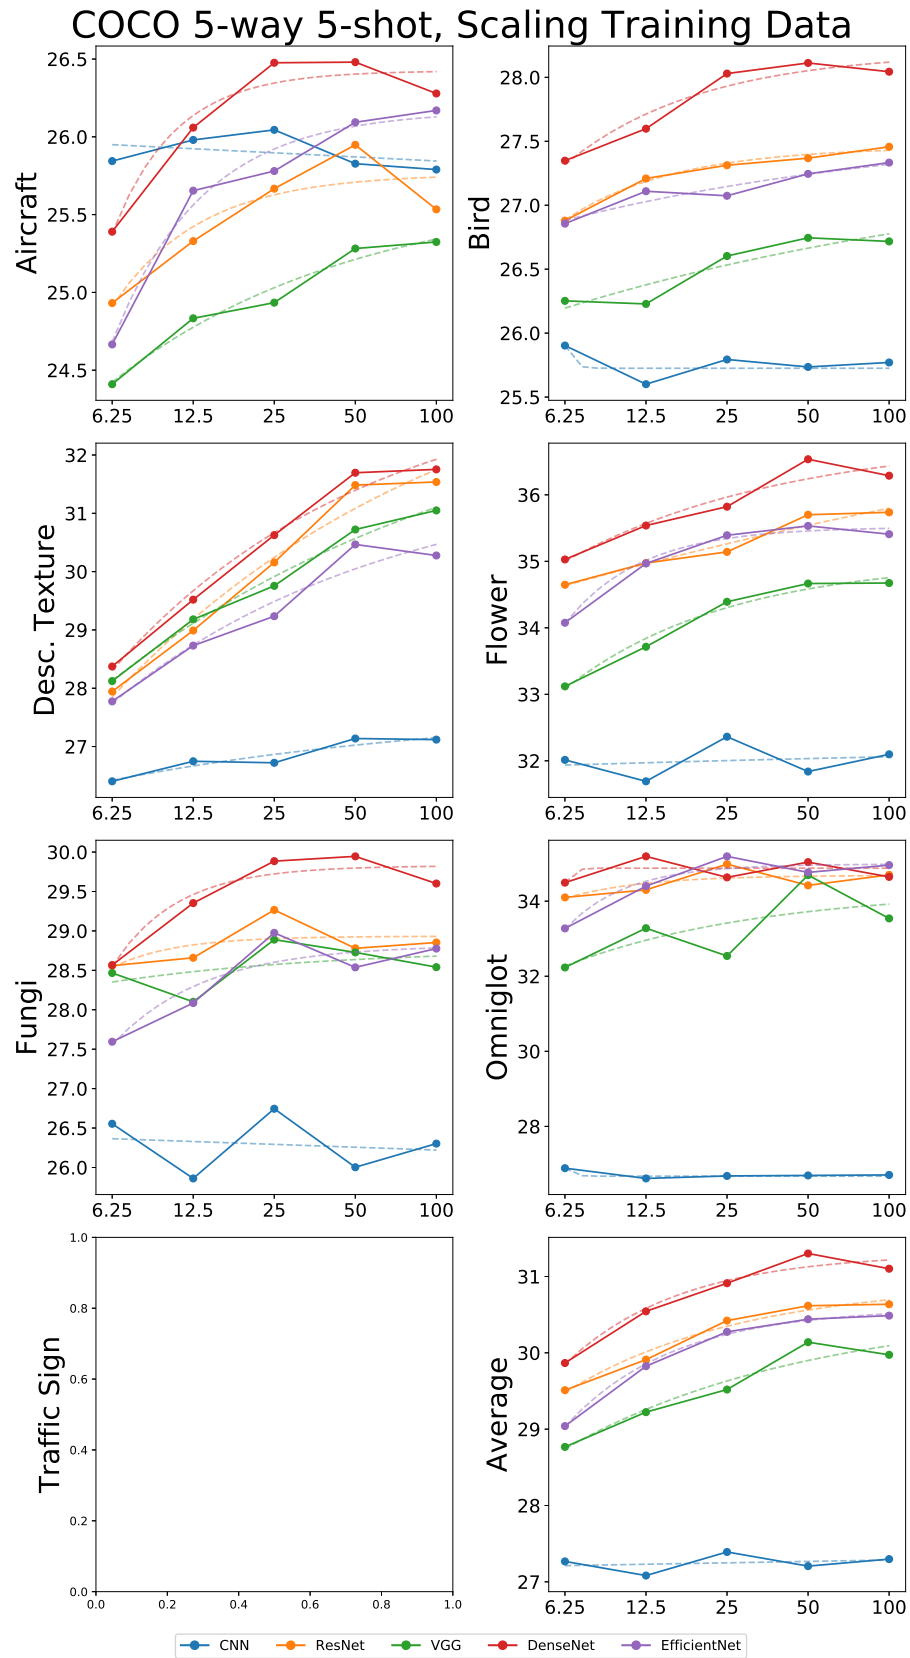 COCO 5-way 5-shot, Scaling Training Data
Aircraft
26.5
26.0
25.5
25.0
24.5
6.25 12.5 25 50 100
Bird
28.0
27.5
27.0
26.5
26.0
25.5
6.25 12.5 25 50 100
Desc. Texture
32
31
30
29
28
27
6.25 12.5 25 50 100
Flower
36
35
34
33
32
6.25 12.5 25 50 100
Fungi
30.0
29.5
29.0
28.5
28.0
27.5
27.0
26.5
26.0
6.25 12.5 25 50 100
Omniglot
34
32
30
28
6.25 12.5 25 50 100
Traffic Sign
1.0
0.8
0.6
0.4
0.2
0.0
0.0 0.2 0.4 0.6 0.8 1.0
Average
31
30
29
28
27
6.25 12.5 25 50 100
CNN ResNet VGG DenseNet EfficientNet